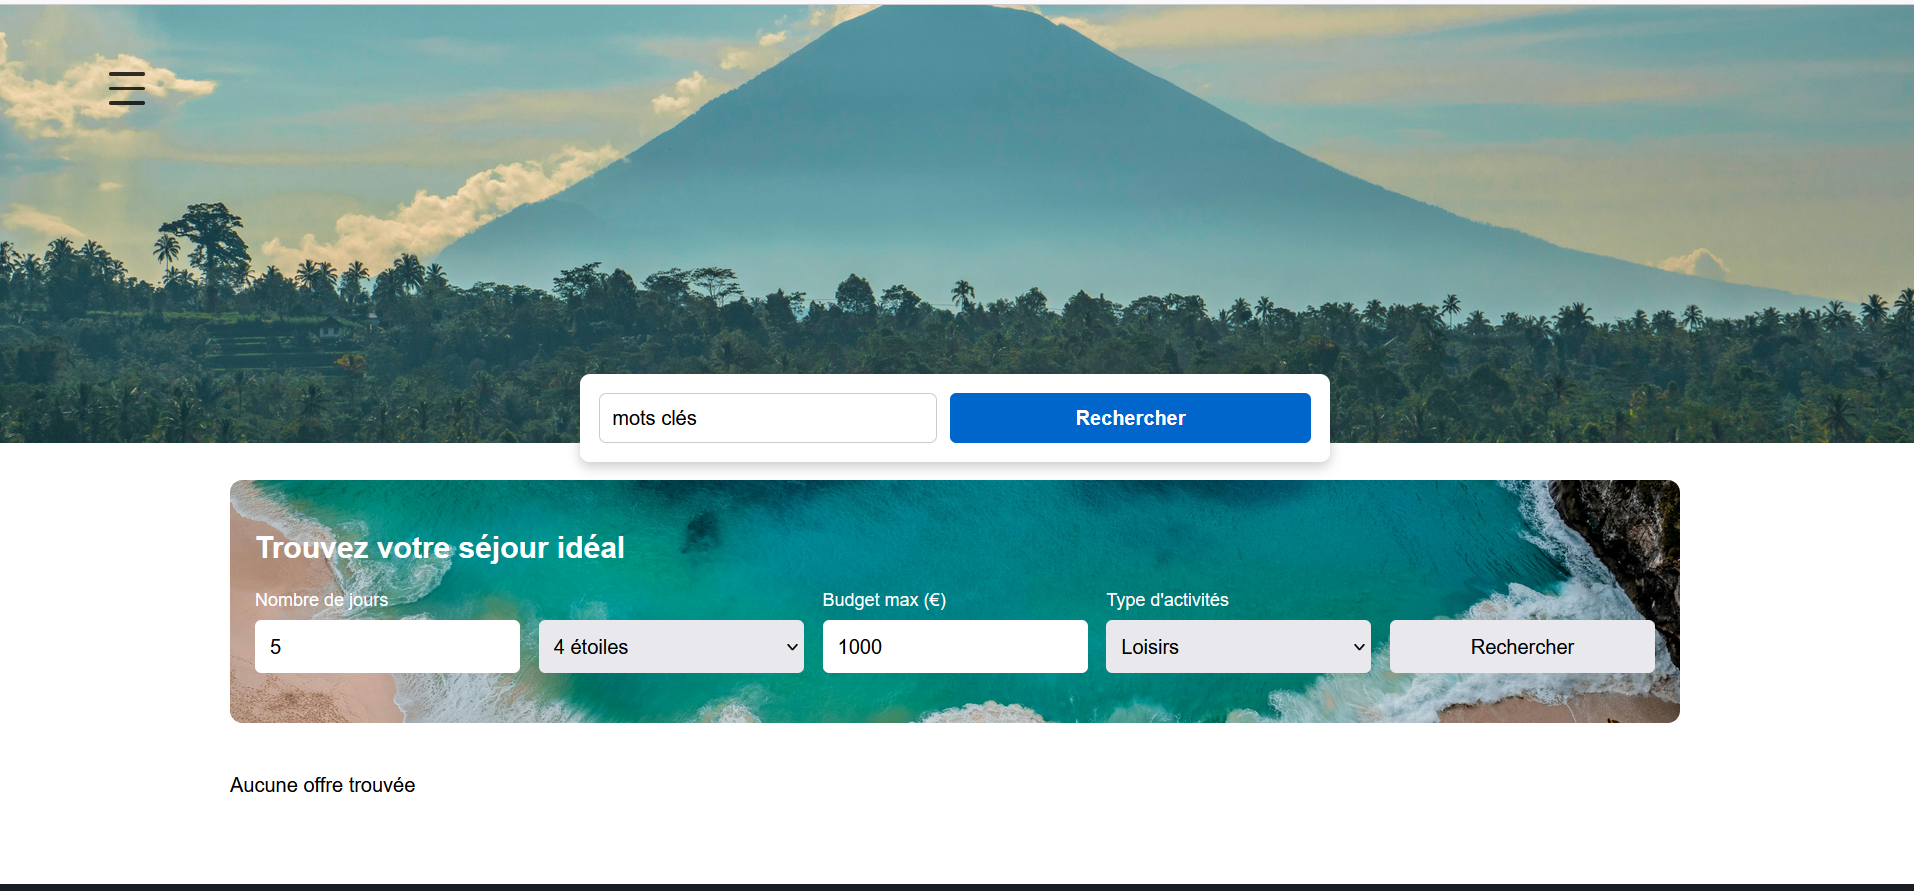 mots clés
Rechercher
Trouvez votre séjour idéal
Nombre de jours
Budget max (€)
Type d'activités
5
4 étoiles
1000
Loisirs
Rechercher
Aucune offre trouvée